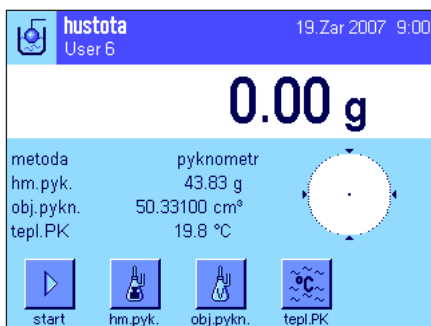 hustota 19.Zar 2007 9:00
User 6
0.00 g
metoda pyknometr
hm.pyk. 43.83 g
obj.pykn. 50.33100 cm³
tepl.PK 19.8 °C
°C
start hm.pyk. obj.pykn. tepl.PK